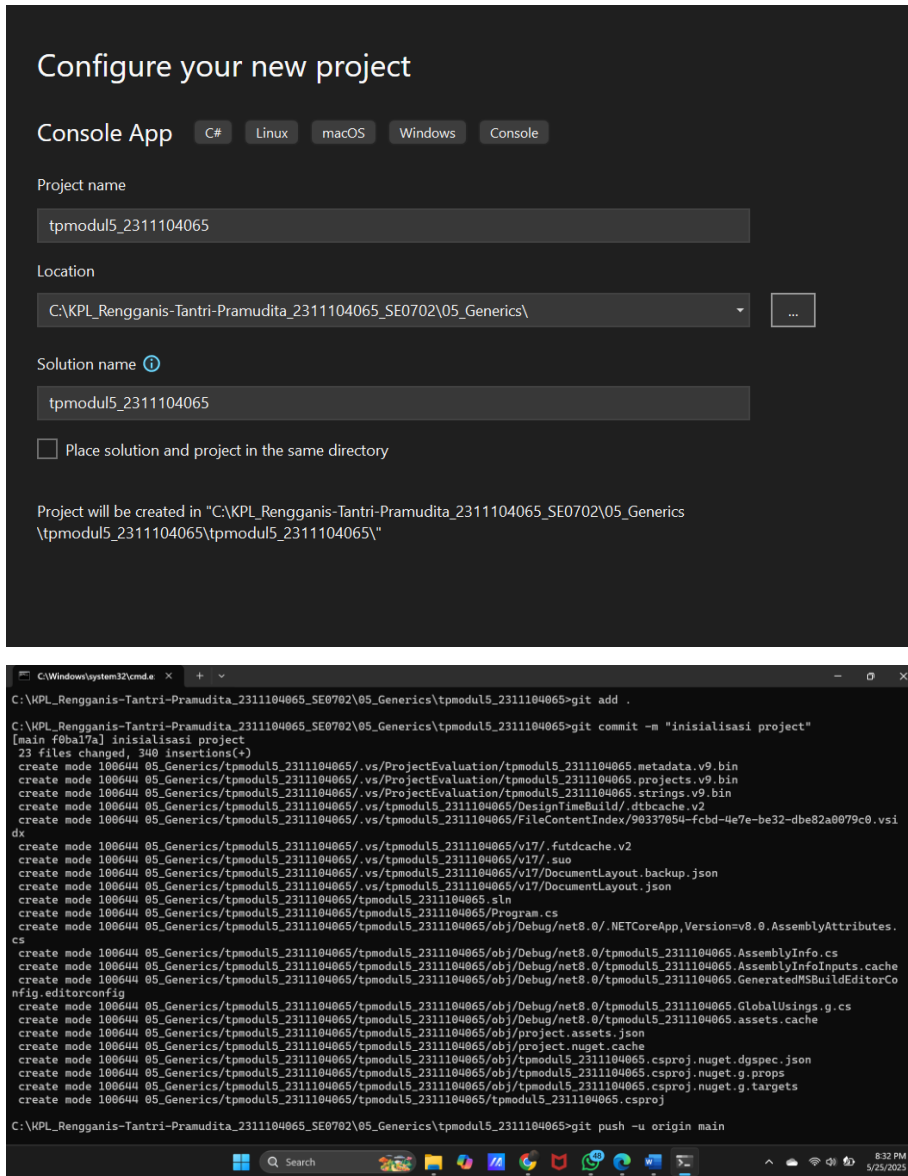 Configure your new project
Console App C# Linux macOS Windows Console
Project name
tpmodul5_2311104065
Location
C:\KPL_Rengganis-Tantri-Pramudita_2311104065_SE0702\05_Generics\
...
Solution name
tpmodul5_2311104065
Place solution and project in the same directory
Project will be created in "C:\KPL_Rengganis-Tantri-Pramudita_2311104065_SE0702\05_Generics
\tpmodul5_2311104065\tpmodul5_2311104065\"
C:\Windows\system32\cmd.e:
C:\KPL_Rengganis-Tantri-Pramudita_2311104065_SE0702\05_Generics\tpmodul5_2311104065>git add .
C:\KPL_Rengganis-Tantri-Pramudita_2311104065_SE0702\05_Generics\tpmodul5_2311104065>git commit -m "inisialisasi project"
[main f0ba17a] inisialisasi project
23 files changed, 340 insertions(+)
create mode 100644 05_Generics/tpmodul5_2311104065/.vs/ProjectEvaluation/tpmodul5_2311104065.metadata.v9.bin
create mode 100644 05_Generics/tpmodul5_2311104065/.vs/ProjectEvaluation/tpmodul5_2311104065.projects.v9.bin
create mode 100644 05_Generics/tpmodul5_2311104065/.vs/ProjectEvaluation/tpmodul5_2311104065.strings.v9.bin
create mode 100644 05_Generics/tpmodul5_2311104065/.vs/tpmodul5_2311104065/DesignTimeBuild/.dtbcache.v2
create mode 100644 05_Generics/tpmodul5_2311104065/.vs/tpmodul5_2311104065/FileContentIndex/90337054-fcbd-4e7e-be32-dbe82a0079c0.vsi
dx
create mode 100644 05_Generics/tpmodul5_2311104065/.vs/tpmodul5_2311104065/v17/.futdcache.v2
create mode 100644 05_Generics/tpmodul5_2311104065/.vs/tpmodul5_2311104065/v17/.suo
create mode 100644 05_Generics/tpmodul5_2311104065/.vs/tpmodul5_2311104065/v17/DocumentLayout.backup.json
create mode 100644 05_Generics/tpmodul5_2311104065/.vs/tpmodul5_2311104065/v17/DocumentLayout.json
create mode 100644 05_Generics/tpmodul5_2311104065/tpmodul5_2311104065.sln
create mode 100644 05_Generics/tpmodul5_2311104065/tpmodul5_2311104065/Program.cs
create mode 100644 05_Generics/tpmodul5_2311104065/tpmodul5_2311104065/obj/Debug/net8.0/.NETCoreApp,Version=v8.0.AssemblyAttributes.
cs
create mode 100644 05_Generics/tpmodul5_2311104065/tpmodul5_2311104065/obj/Debug/net8.0/tpmodul5_2311104065.AssemblyInfo.cs
create mode 100644 05_Generics/tpmodul5_2311104065/tpmodul5_2311104065/obj/Debug/net8.0/tpmodul5_2311104065.AssemblyInfoInputs.cache
create mode 100644 05_Generics/tpmodul5_2311104065/tpmodul5_2311104065/obj/Debug/net8.0/tpmodul5_2311104065.GeneratedMSBuildEditorCo
nfig.editorconfig
create mode 100644 05_Generics/tpmodul5_2311104065/tpmodul5_2311104065/obj/Debug/net8.0/tpmodul5_2311104065.GlobalUsings.g.cs
create mode 100644 05_Generics/tpmodul5_2311104065/tpmodul5_2311104065/obj/Debug/net8.0/tpmodul5_2311104065.assets.cache
create mode 100644 05_Generics/tpmodul5_2311104065/tpmodul5_2311104065/obj/project.assets.json
create mode 100644 05_Generics/tpmodul5_2311104065/tpmodul5_2311104065/obj/project.nuget.cache
create mode 100644 05_Generics/tpmodul5_2311104065/tpmodul5_2311104065/obj/tpmodul5_2311104065.csproj.nuget.dgspec.json
create mode 100644 05_Generics/tpmodul5_2311104065/tpmodul5_2311104065/obj/tpmodul5_2311104065.csproj.nuget.g.props
create mode 100644 05_Generics/tpmodul5_2311104065/tpmodul5_2311104065/obj/tpmodul5_2311104065.csproj.nuget.g.targets
create mode 100644 05_Generics/tpmodul5_2311104065/tpmodul5_2311104065/tpmodul5_2311104065.csproj
C:\KPL_Rengganis-Tantri-Pramudita_2311104065_SE0702\05_Generics\tpmodul5_2311104065>git push -u origin main
Search
48
8:32 PM
5/25/2025